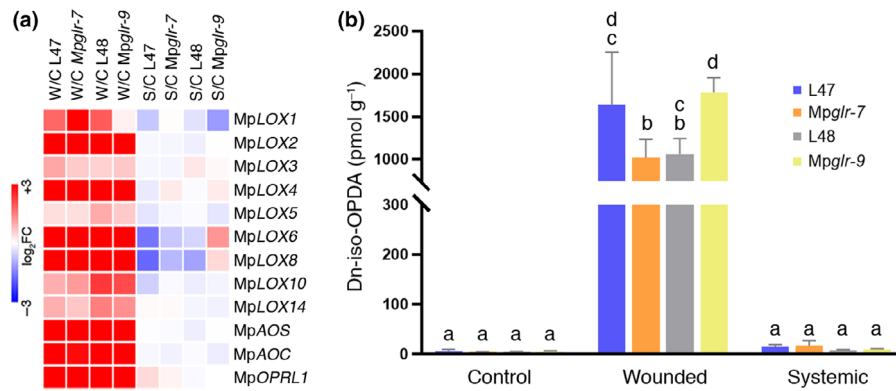 (a)
W/C L47
W/C Mpglr-7
W/C L48
W/C Mpglr-9
S/C L47
S/C Mpglr-7
S/C L48
S/C Mpglr-9
MpLOX1
MpLOX2
MpLOX3
MpLOX4
MpLOX5
MpLOX6
MpLOX8
MpLOX10
MpLOX14
MpAOS
MpAOC
MpOPRL1
+3
log2FC
−3
(b)
Dn-iso-OPDA (pmol g−1)
2500
2000
1500
1000
300
200
100
0
a a a a
d
c
b
c
b
d
a a a a
Control
Wounded
Systemic
L47
Mpglr-7
L48
Mpglr-9